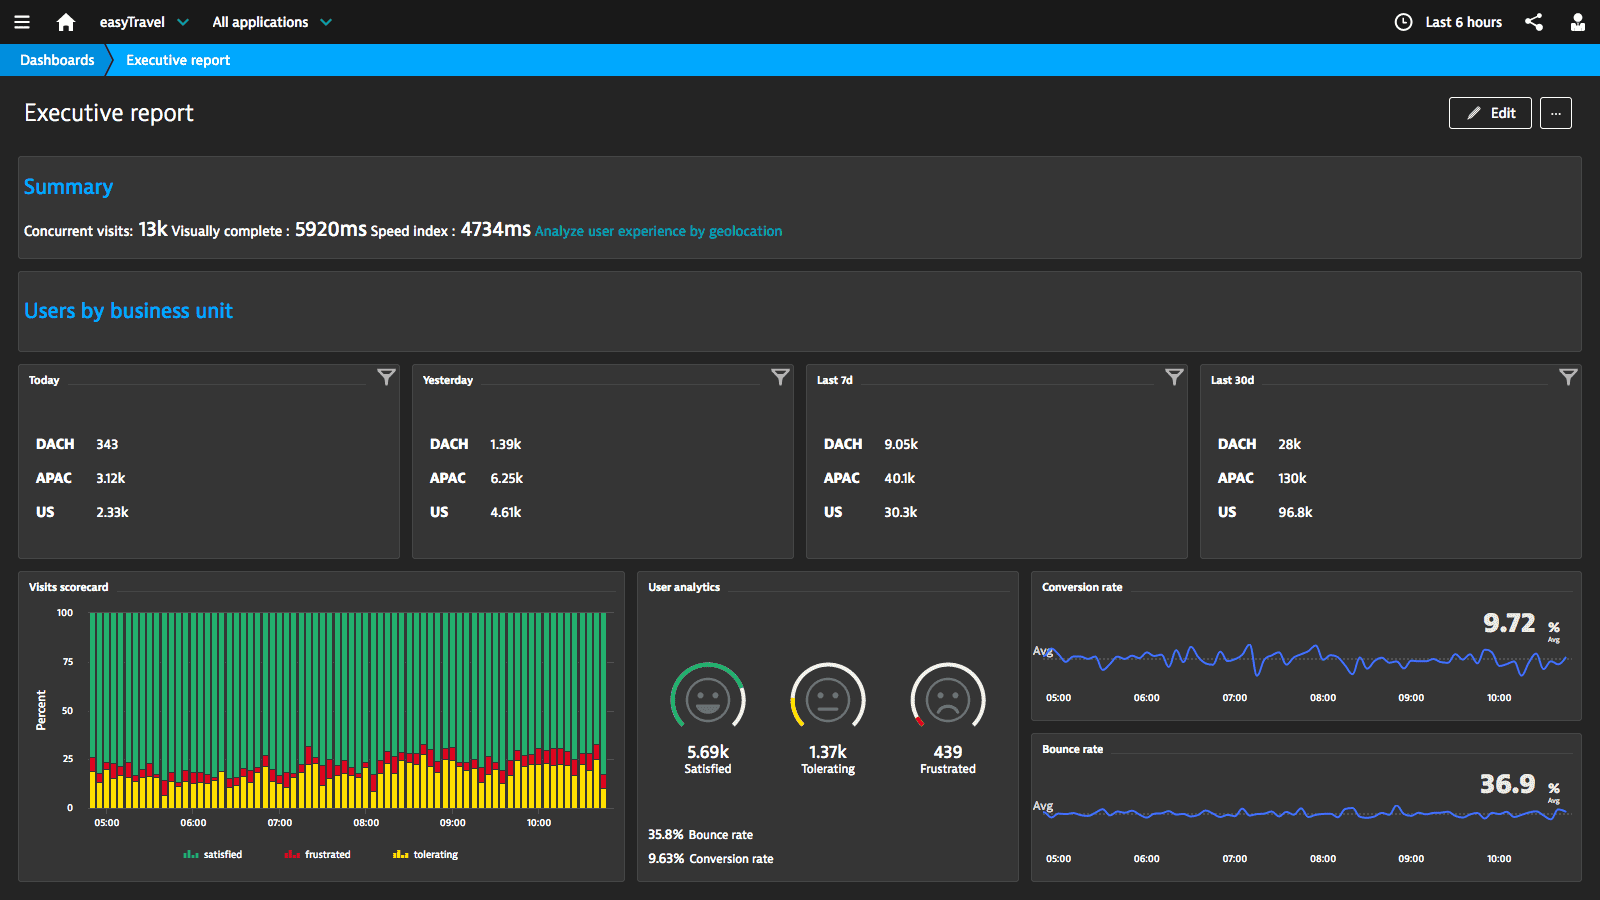 easyTravel All applications Last 6 hours
Dashboards Executive report
Executive report
Edit ...
Summary
Concurrent visits: 13k Visually complete : 5920ms Speed index : 4734ms Analyze user experience by geolocation
Users by business unit
Today
DACH 343
APAC 3.12k
US 2.33k
Yesterday
DACH 1.39k
APAC 6.25k
US 4.61k
Last 7d
DACH 9.05k
APAC 40.1k
US 30.3k
Last 30d
DACH 28k
APAC 130k
US 96.8k
Visits scorecard
100
75
50
25
0
Percent
05:00 06:00 07:00 08:00 09:00 10:00
satisfied frustrated tolerating
User analytics
5.69k 1.37k 439
Satisfied Tolerating Frustrated
35.8% Bounce rate
9.63% Conversion rate
Conversion rate
9.72 %
Avg
Avg
05:00 06:00 07:00 08:00 09:00 10:00
Bounce rate
36.9 %
Avg
Avg
05:00 06:00 07:00 08:00 09:00 10:00